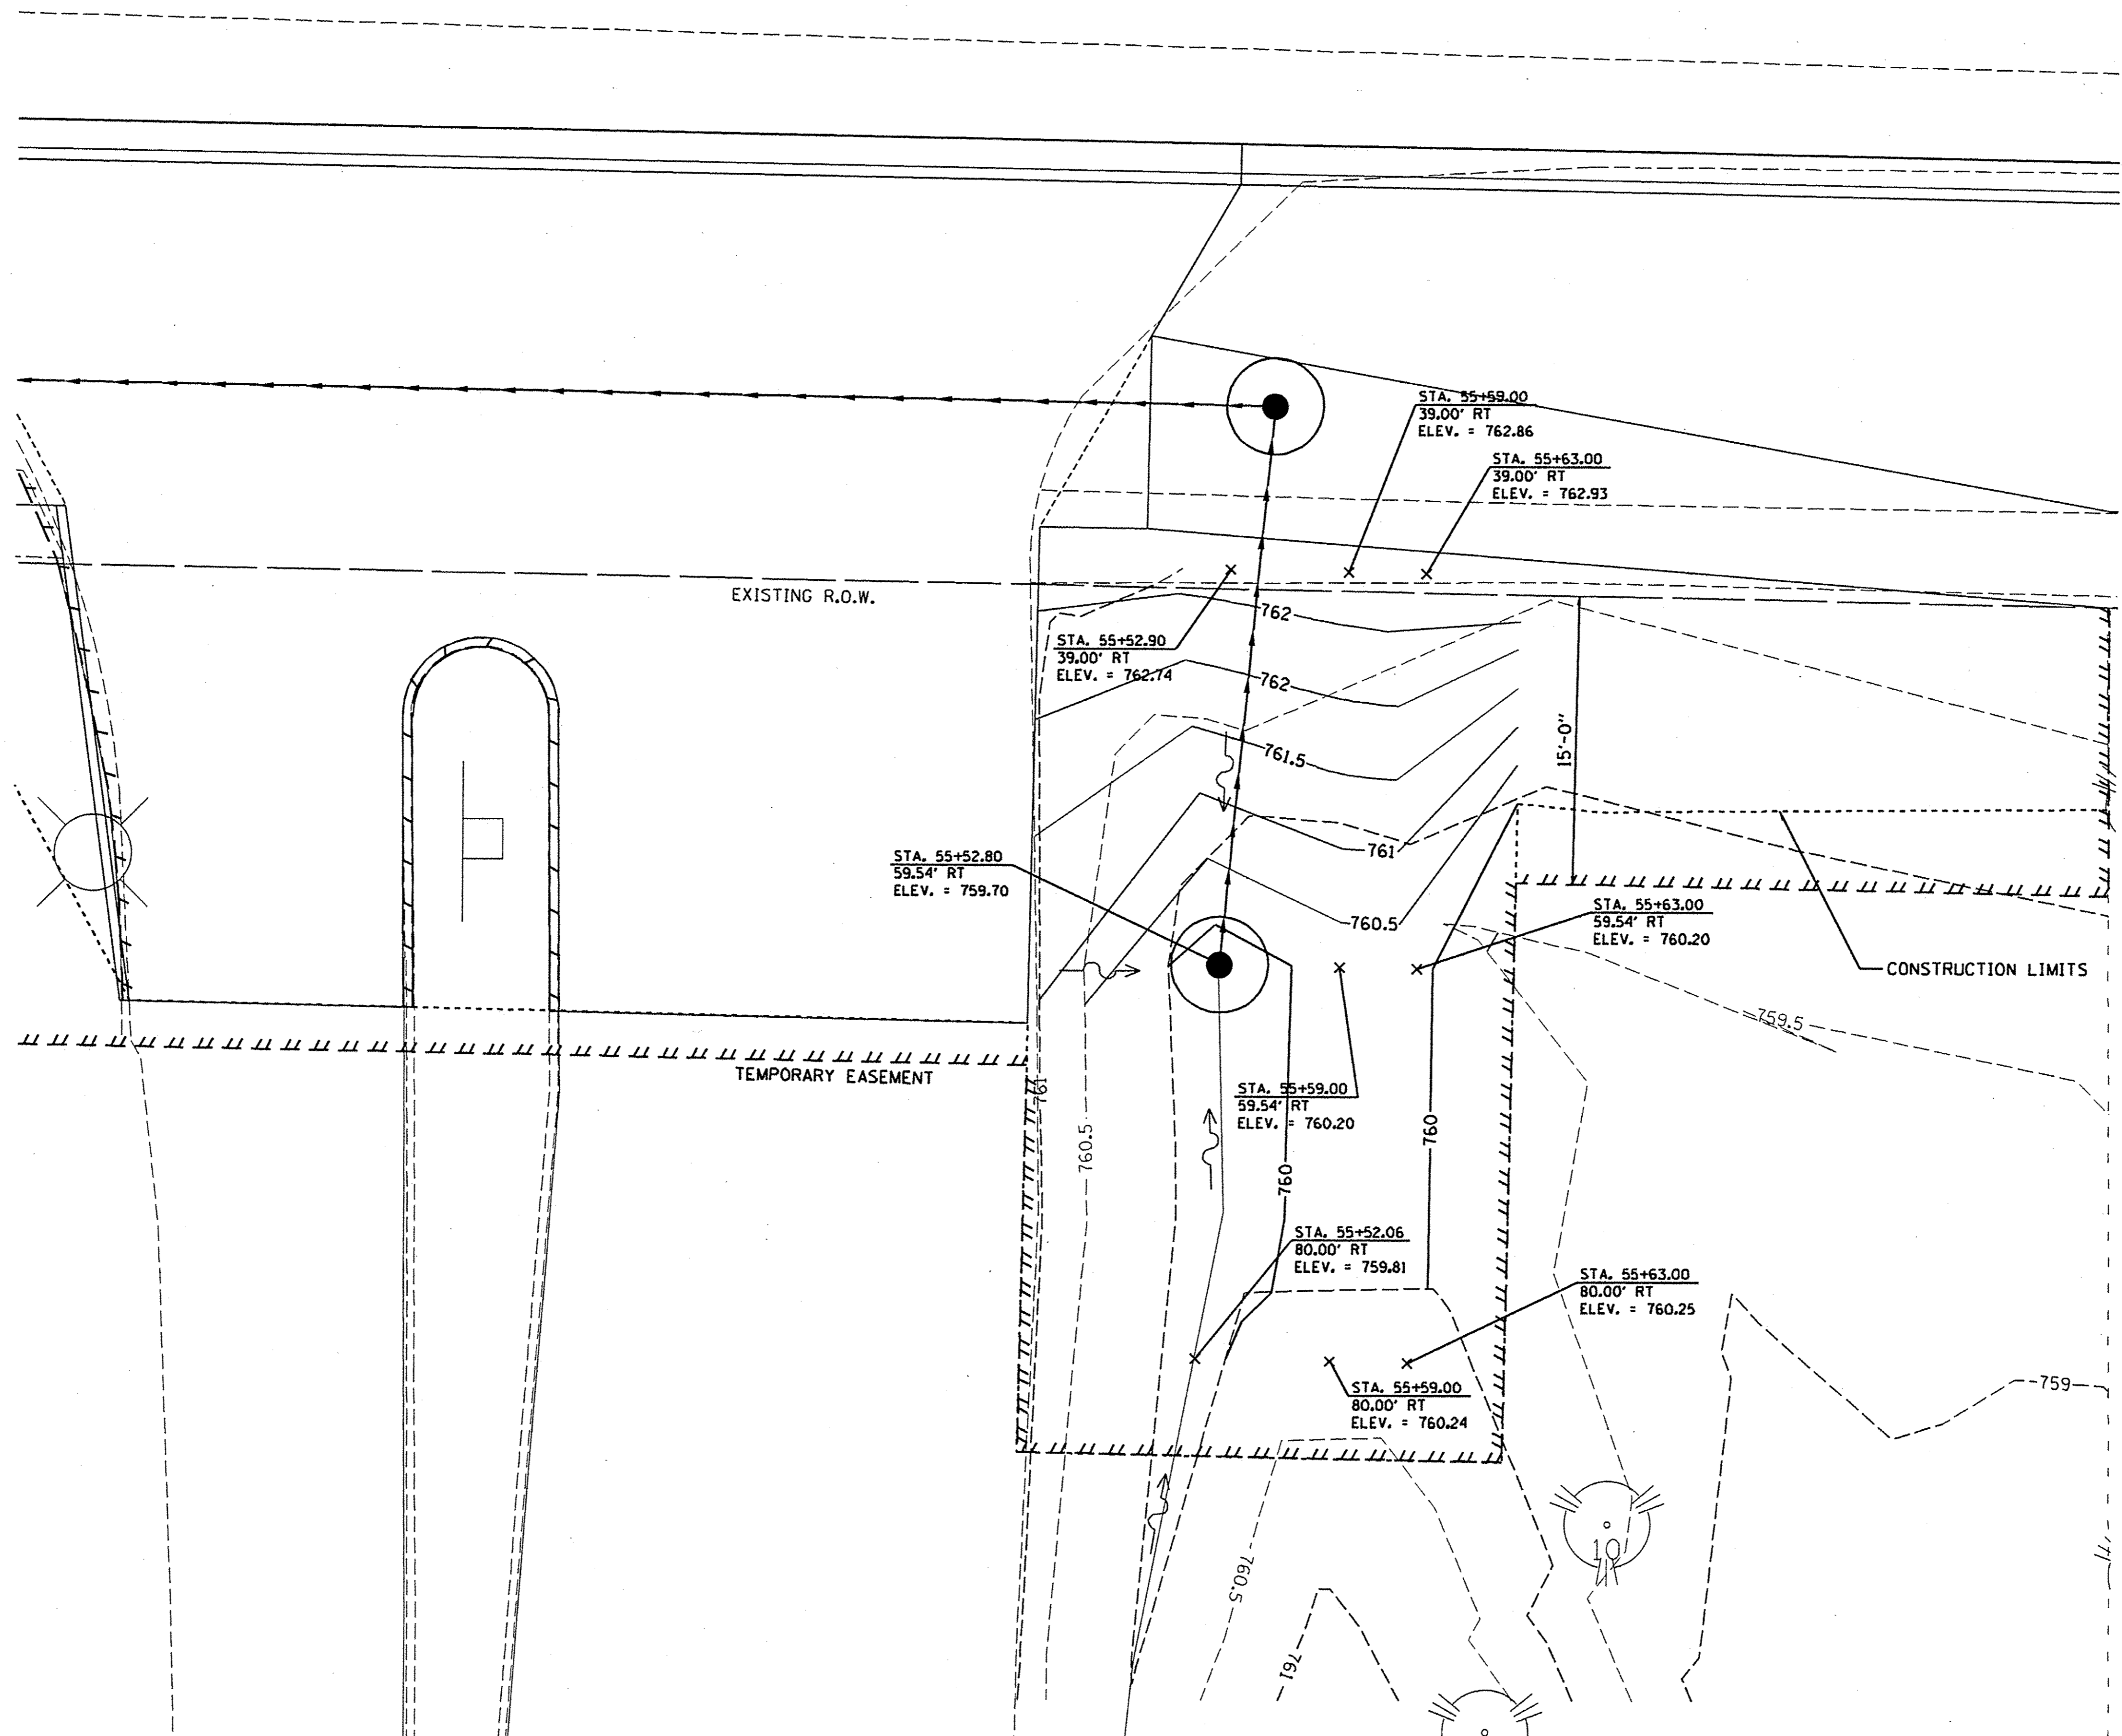 STA. 55+59.00
39.00' RT
ELEV. = 762.86
STA. 55+63.00
39.00' RT
ELEV. = 762.93
EXISTING R.O.W.
762
STA. 55+52.90
39.00' RT
ELEV. = 762.74
762
761.5
15'-0"
761
STA. 55+52.80
59.54' RT
ELEV. = 759.70
760.5
STA. 55+63.00
59.54' RT
ELEV. = 760.20
CONSTRUCTION LIMITS
759.5
TEMPORARY EASEMENT
761
STA. 55+59.00
59.54' RT
ELEV. = 760.20
760.5
760
760
STA. 55+52.06
80.00' RT
ELEV. = 759.81
STA. 55+63.00
80.00' RT
ELEV. = 760.25
STA. 55+59.00
80.00' RT
ELEV. = 760.24
759
10
760.5
761